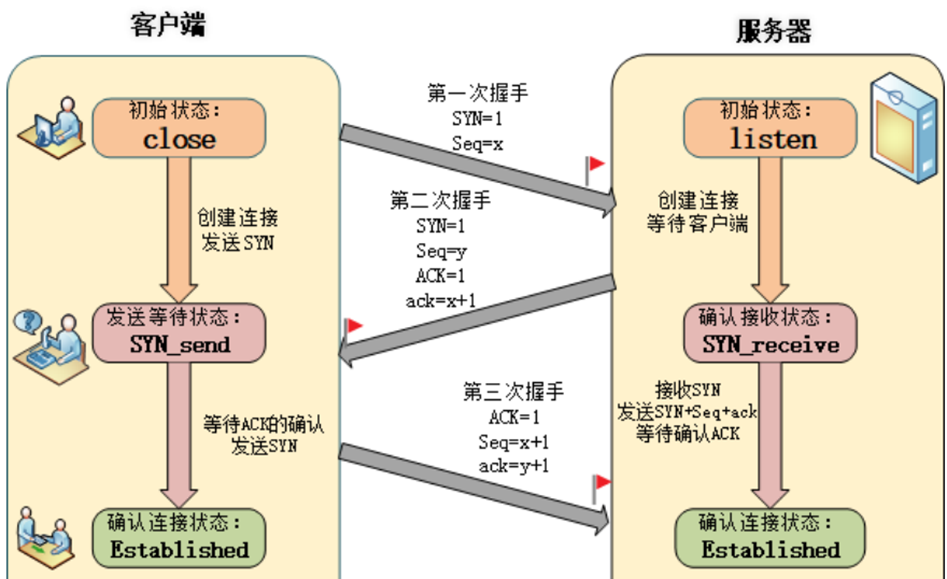 客户端
服务器
初始状态：
close
创建连接
发送SYN
发送等待状态：
SYN_send
等待ACK的确认
发送SYN
确认连接状态：
Established
第一次握手
SYN=1
Seq=x
第二次握手
SYN=1
Seq=y
ACK=1
ack=x+1
第三次握手
ACK=1
Seq=x+1
ack=y+1
初始状态：
listen
创建连接
等待客户端
确认接收状态：
SYN_receive
接收SYN
发送SYN+Seq+ack
等待确认ACK
确认连接状态：
Established